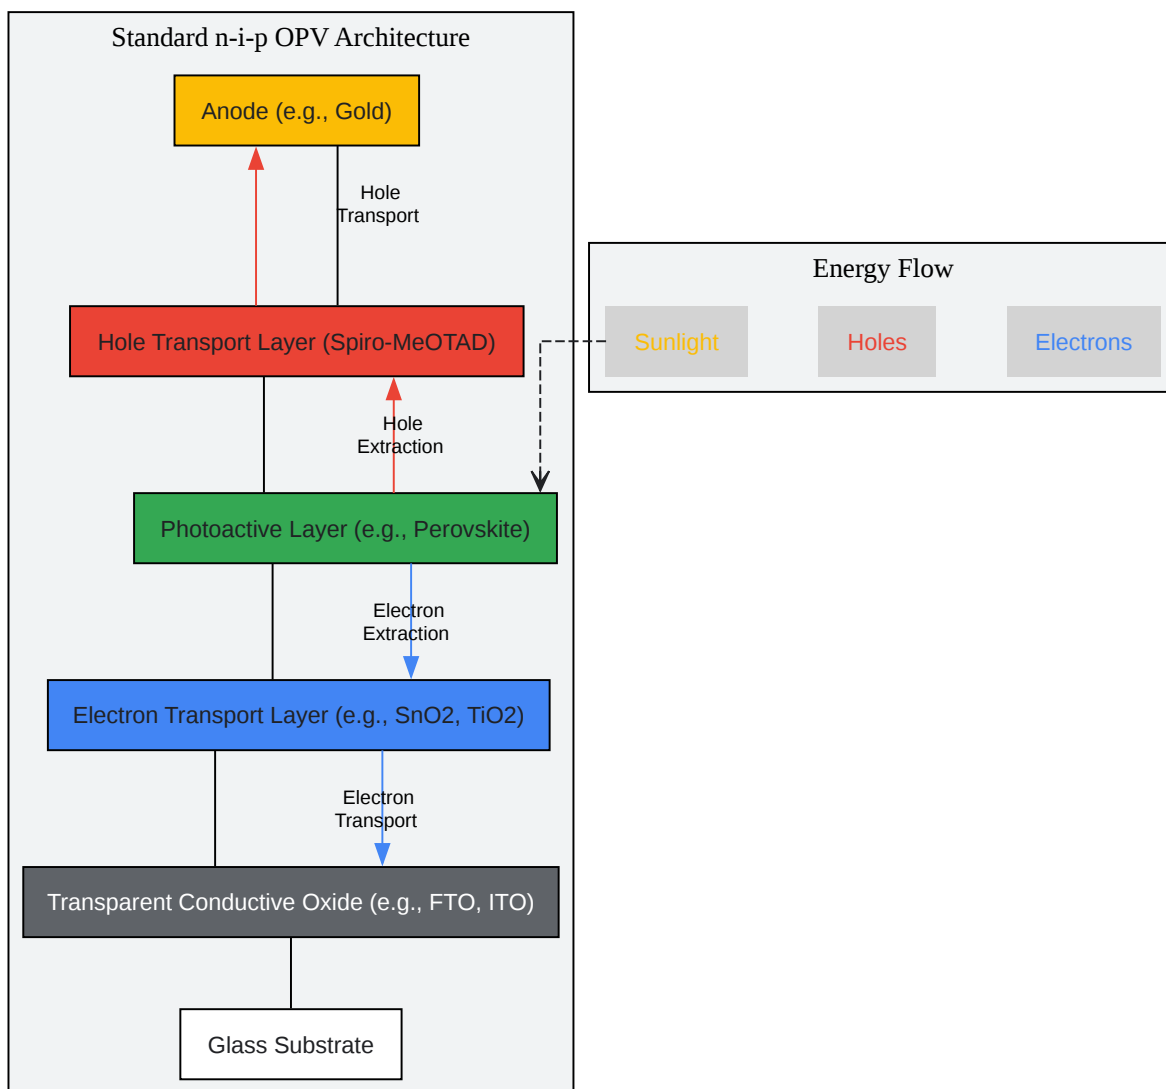 Standard n-i-p OPV Architecture
Anode (e.g., Gold)
Hole
Transport
Hole Transport Layer (Spiro-MeOTAD)
Hole
Extraction
Photoactive Layer (e.g., Perovskite)
Electron
Extraction
Electron Transport Layer (e.g., SnO2, TiO2)
Electron
Transport
Transparent Conductive Oxide (e.g., FTO, ITO)
Glass Substrate
Energy Flow
Sunlight
Holes
Electrons